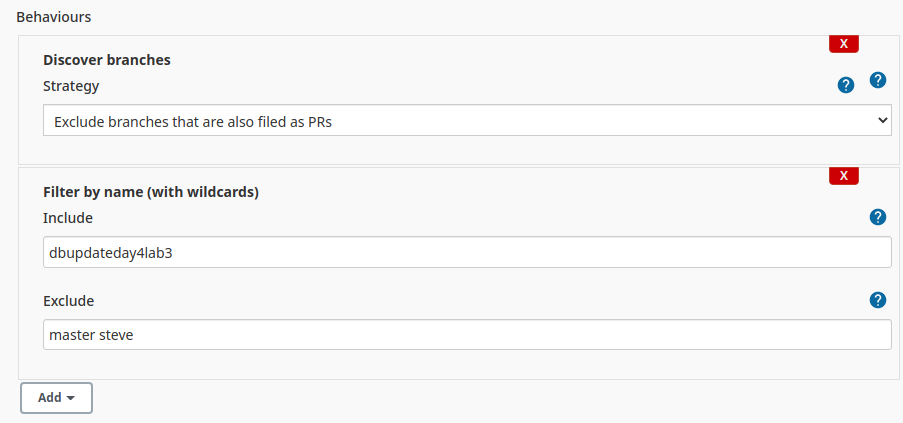 Behaviours
X
Discover branches
Strategy
? ?
Exclude branches that are also filed as PRs
X
Filter by name (with wildcards)
Include ?
dbupdateday4lab3
Exclude ?
master steve
Add